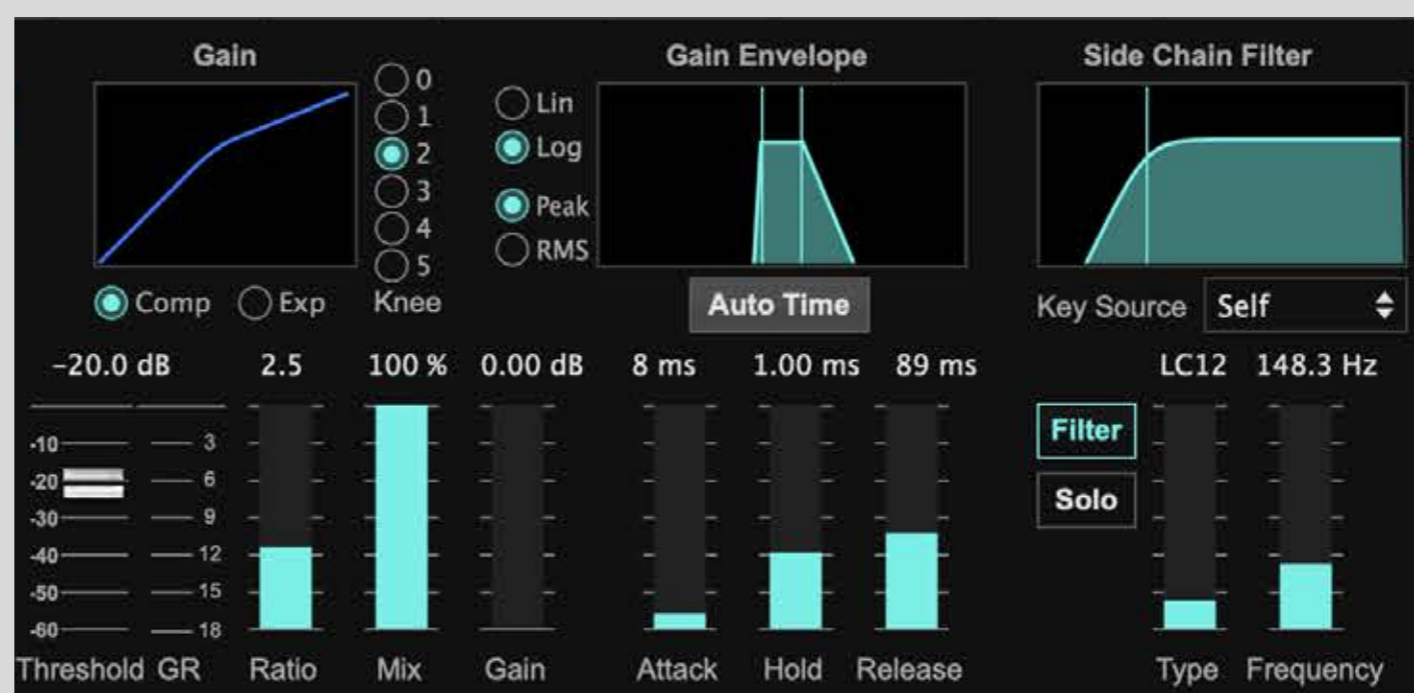 Gain
Gain Envelope
Side Chain Filter
0
1
2
3
4
5
Knee
Lin
Log
Peak
RMS
Comp
Exp
Auto Time
Key Source
Self
-20.0 dB
2.5
100 %
0.00 dB
8 ms
1.00 ms
89 ms
LC12
148.3 Hz
-10
3
-20
6
-30
9
-40
12
-50
15
-60
18
Filter
Solo
Threshold
GR
Ratio
Mix
Gain
Attack
Hold
Release
Type
Frequency